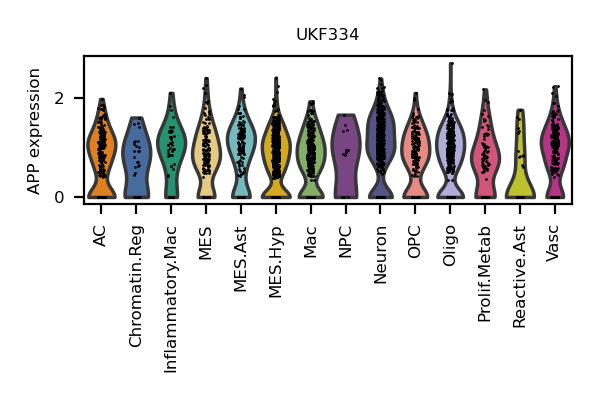 UKF334
APP expression
2
0
AC
Chromatin.Reg
Inflammatory.Mac
MES
MES.Ast
MES.Hyp
Mac
NPC
Neuron
OPC
Oligo
Prolif.Metab
Reactive.Ast
Vasc